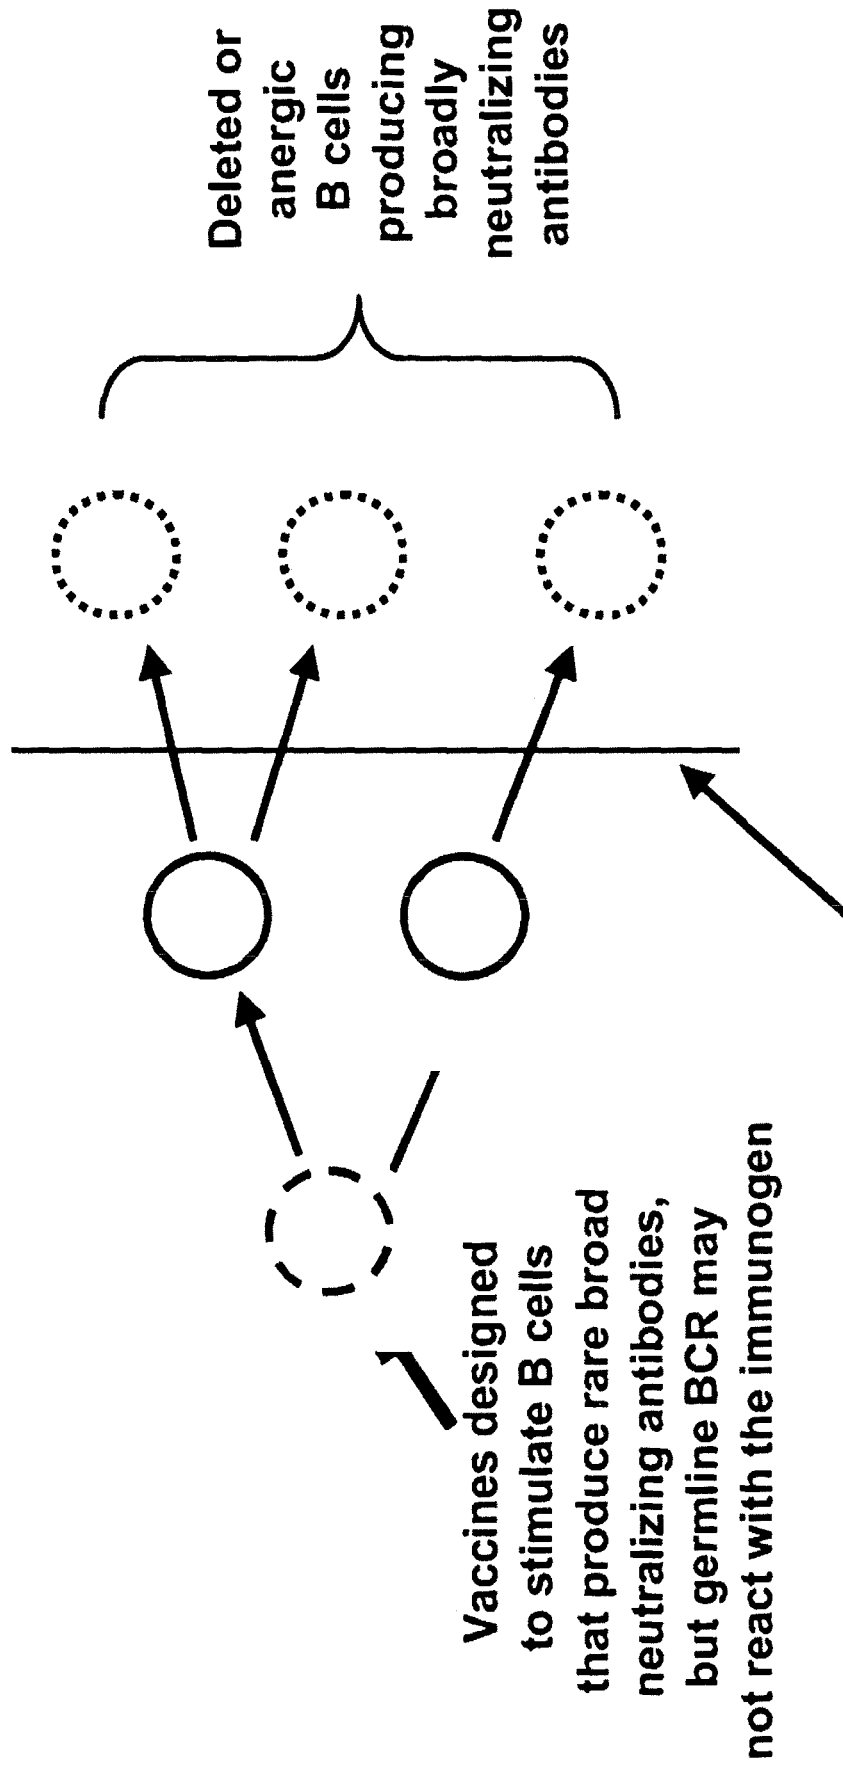 Vaccines designed
to stimulate B cells
that produce rare broad
neutralizing antibodies,
but germline BCR may
not react with the immunogen
Deleted or
anergic
B cells
producing
broadly
neutralizing
antibodies